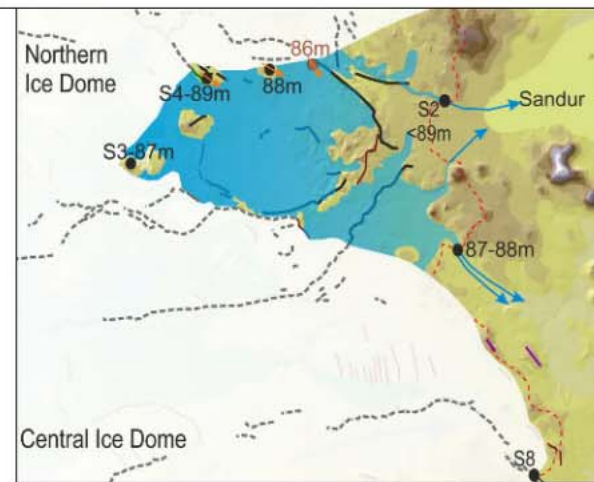 Northern
Ice Dome
86m
88m
S4-89m
S2
Sandur
<89m
S3-87m
87-88m
Central Ice Dome
S8